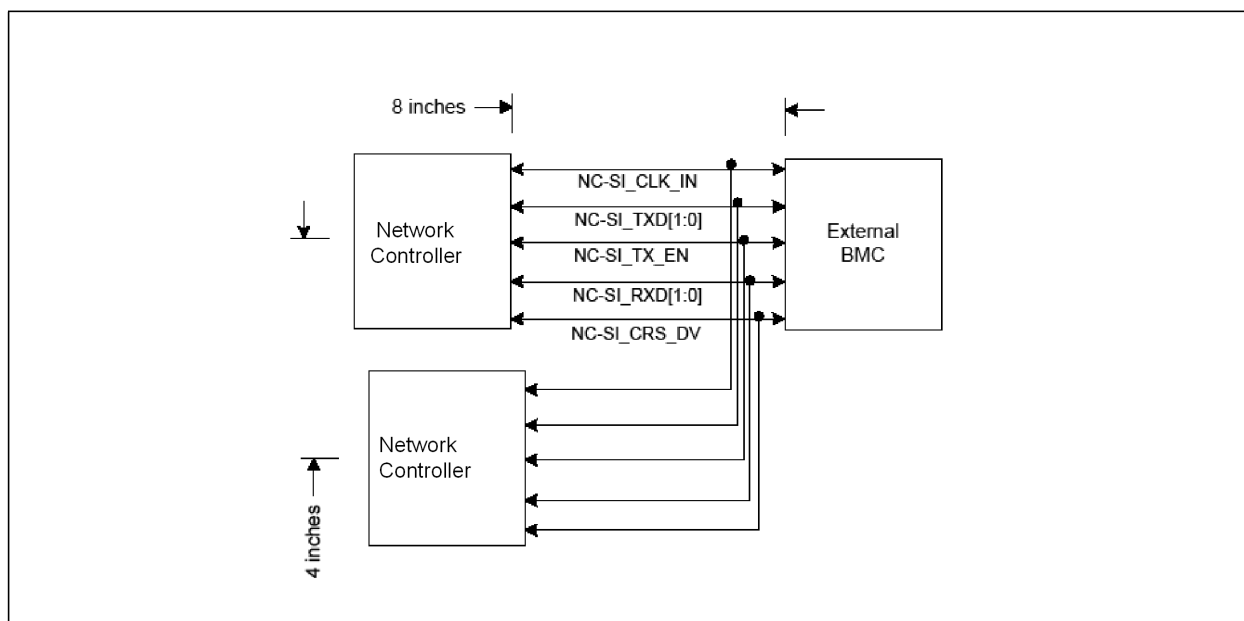 8 inches
NC-SI_CLK_IN
NC-SI_TXD[1:0]
NC-SI_TX_EN
NC-SI_RXD[1:0]
NC-SI_CRS_DV
Network
Controller
External
BMC
Network
Controller
4 inches